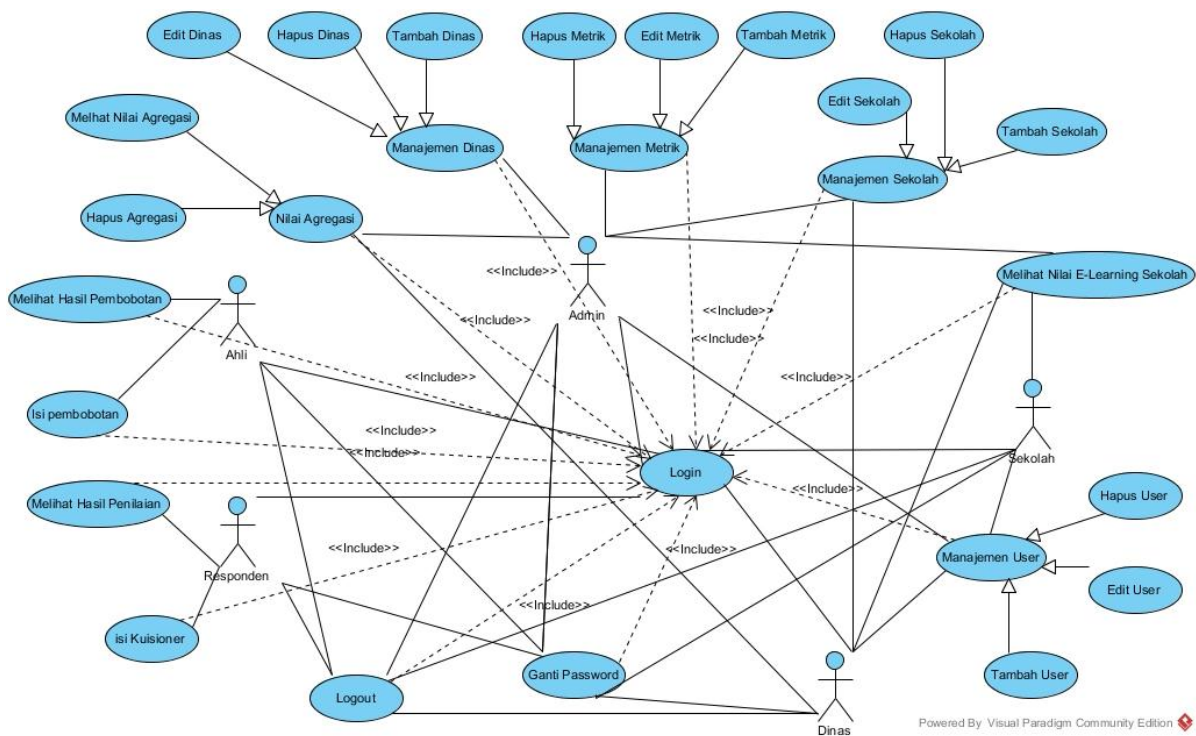 Edit Dinas
Hapus Dinas
Tambah Dinas
Hapus Metrik
Edit Metrik
Tambah Metrik
Hapus Sekolah
Edit Sekolah
Melhat Nilai Agregasi
Tambah Sekolah
Manajemen Dinas
Manajemen Metrik
Manajemen Sekolah
Hapus Agregasi
Nilai Agregasi
<<Include>>
Melihat Nilai E-Learning Sekolah
Melihat Hasil Pembobotan
Admin
<<Include>>
<<Include>>
<<Include>>
Ahli
<<Include>>
<<Include>>
Isi pembobotan
<<Include>>
<<Include>>
Sekolah
Login
<<Include>>
Melihat Hasil Penilaian
Hapus User
<<Include>>
<<Include>>
Manajemen User
Responden
Edit User
<<Include>>
isi Kuisioner
Ganti Password
Tambah User
Logout
Dinas
Powered By Visual Paradigm Community Edition